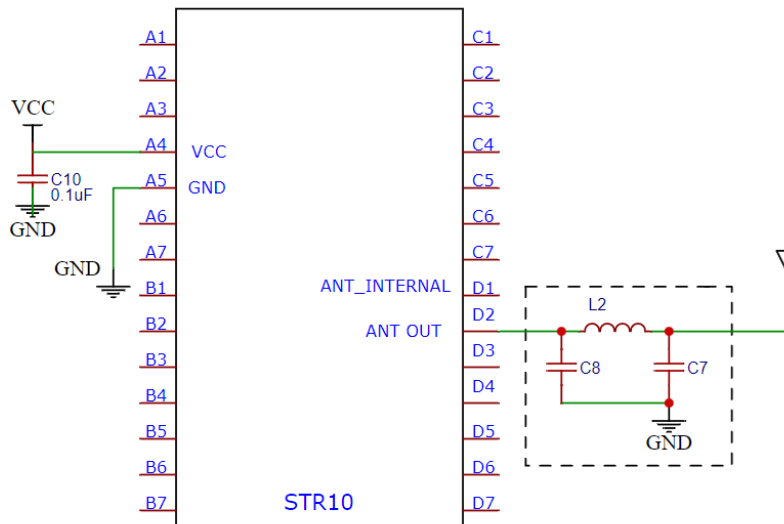 A1
C1
A2
C2
A3
C3
VCC
A4
VCC
C4
C10
0.1uF
A5
GND
C5
GND
A6
C6
A7
C7
GND
B1
ANT_INTERNAL
D1
L2
B2
ANT OUT
D2
B3
D3
C8
C7
B4
D4
B5
D5
GND
B6
D6
B7
STR10
D7